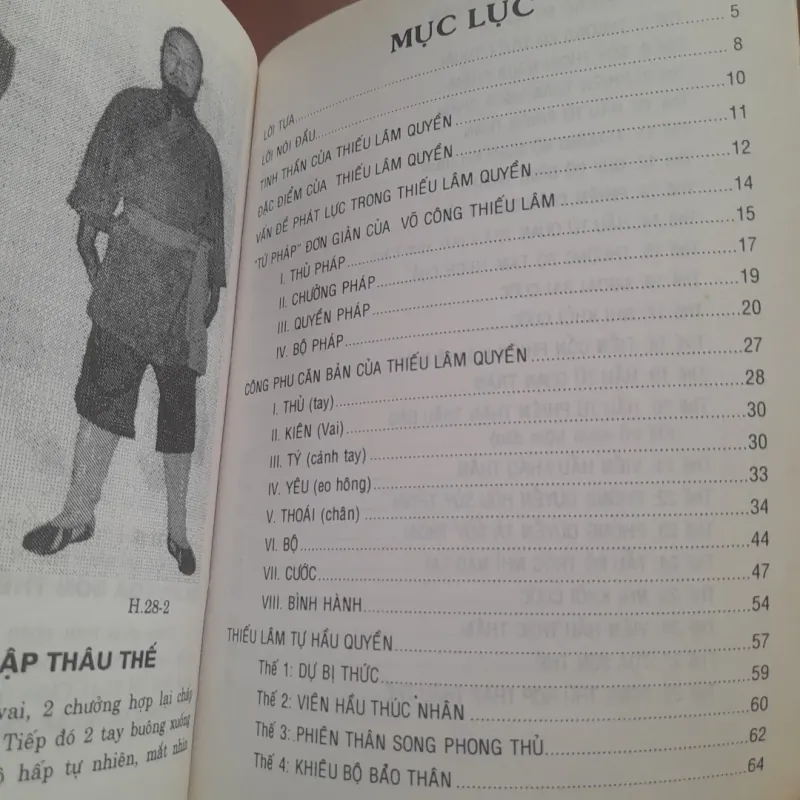 H.28-2
ẬP THÂU THẾ
vai, 2 chưởng hợp lại chắp
Tiếp đó 2 tay buông xuống
hấp tự nhiên, mắt nhìn
MỤC LỤC
LỜI TỰA.....5
LỜI NÓI ĐẦU.....8
TINH THẦN CỦA THIẾU LÂM QUYỀN.....10
ĐẶC ĐIỂM CỦA THIẾU LÂM QUYỀN.....11
VẤN ĐỀ PHÁT LỰC TRONG THIẾU LÂM QUYỀN.....12
"TỨ PHÁP" ĐƠN GIẢN CỦA VÕ CÔNG THIẾU LÂM.....14
I. THỦ PHÁP.....15
II. CHƯỞNG PHÁP.....17
III. QUYỀN PHÁP.....19
IV. BỘ PHÁP.....20
CÔNG PHU CĂN BẢN CỦA THIẾU LÂM QUYỀN.....27
I. THỦ (tay).....28
II. KIÊN (Vai).....30
III. TÝ (cánh tay).....30
IV. YÊU (eo hông).....33
V. THOÁI (chân).....34
VI. BỘ.....44
VII. CƯỚC.....47
VIII. BÌNH HÀNH.....54
THIẾU LÂM TỰ HẦU QUYỀN.....57
Thế 1: DỰ BỊ THỨC.....59
Thế 2: VIÊN HẦU THÚC NHÂN.....60
Thế 3: PHIÊN THÂN SONG PHONG THỦ.....62
Thế 4: KHIÊU BỘ BẢO THÂN.....64